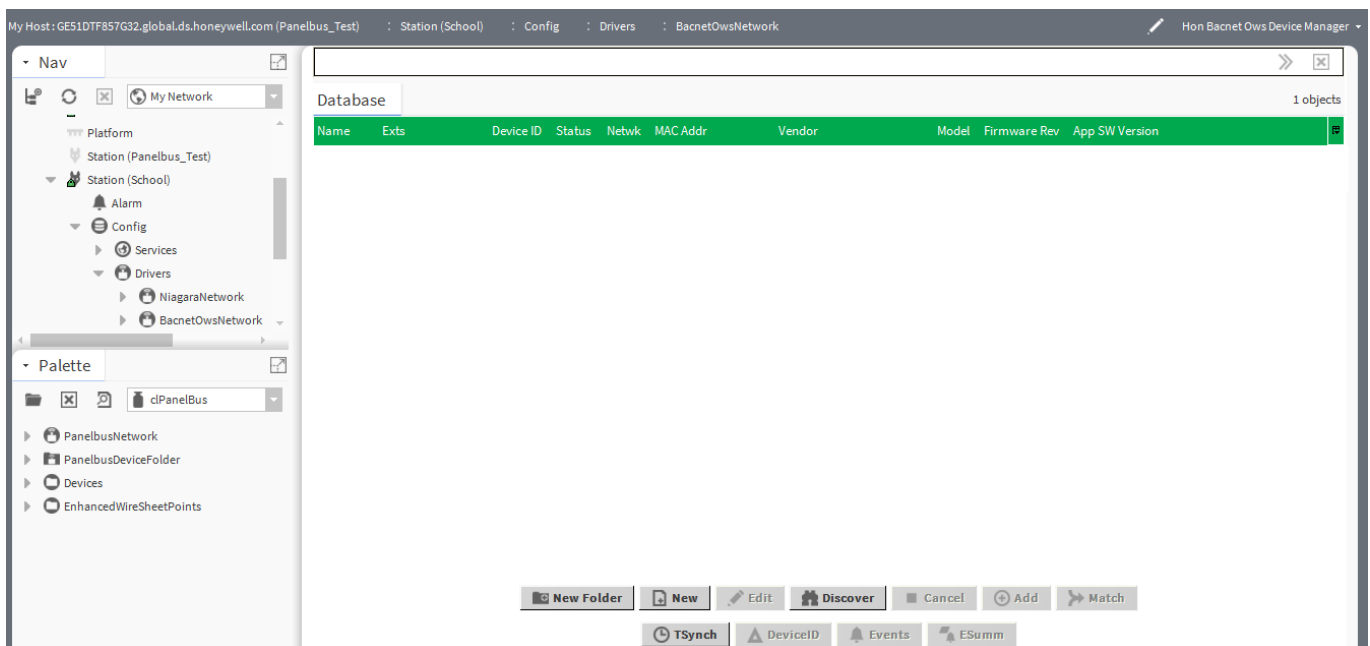 My Host : GE51DTF857G32.global.ds.honeywell.com (Panelbus_Test) : Station (School) : Config : Drivers : BacnetOwsNetwork Hon Bacnet Ows Device Manager
Nav
My Network
Platform
Station (Panelbus_Test)
Station (School)
Alarm
Config
Services
Drivers
NiagaraNetwork
BacnetOwsNetwork
Palette
clPanelBus
PanelbusNetwork
PanelbusDeviceFolder
Devices
EnhancedWireSheetPoints
Database 1 objects
Name Exts Device ID Status Netwk MAC Addr Vendor Model Firmware Rev App SW Version
New Folder New Edit Discover Cancel Add Match
TSynch DeviceID Events ESumm